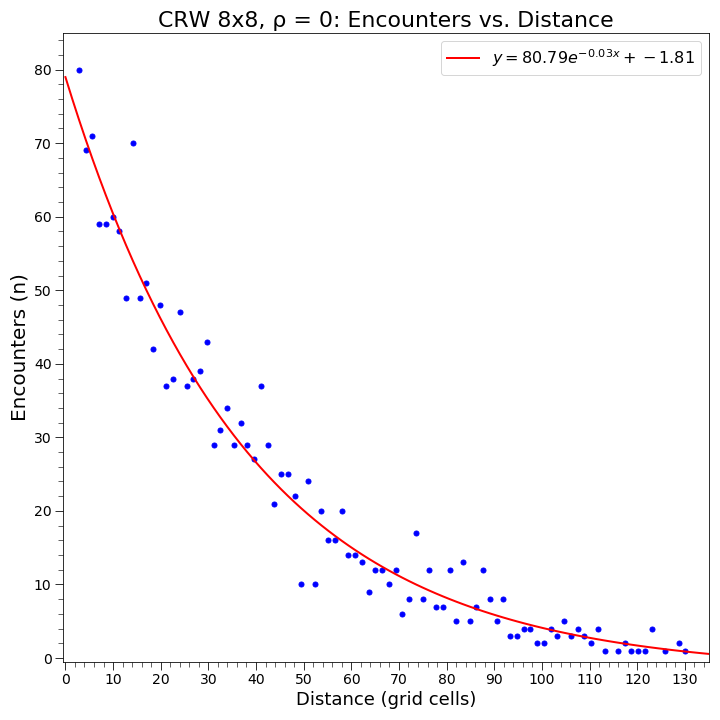 CRW 8x8, ρ = 0: Encounters vs. Distance
y = 80.79e^{-0.03x} + -1.81
80
70
60
50
40
30
20
10
0
Encounters (n)
0 10 20 30 40 50 60 70 80 90 100 110 120 130
Distance (grid cells)